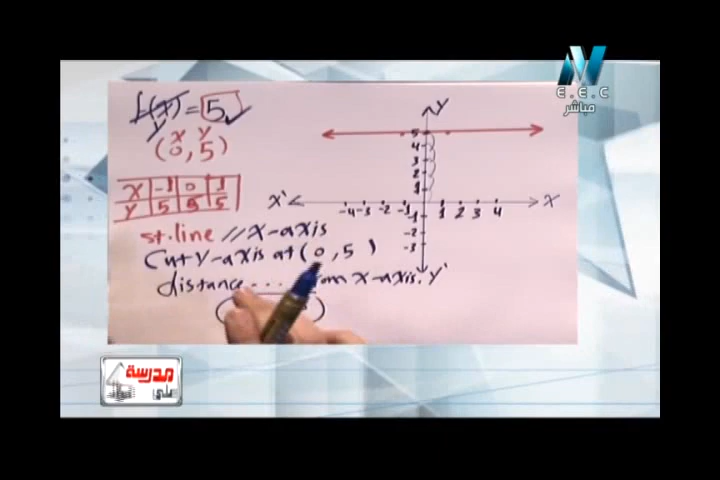 E.E.C
مباشر
f(x) = 5
y
x y
(0, 5)
x -1 0 1
y 5 5 5
st.line // x-axis
Cut y-axis at (0, 5)
distance ... from x-axis.
y
5
4
3
2
1
x' -4 -3 -2 -1 1 2 3 4 x
-1
-2
-3
y'
مدرسة
على